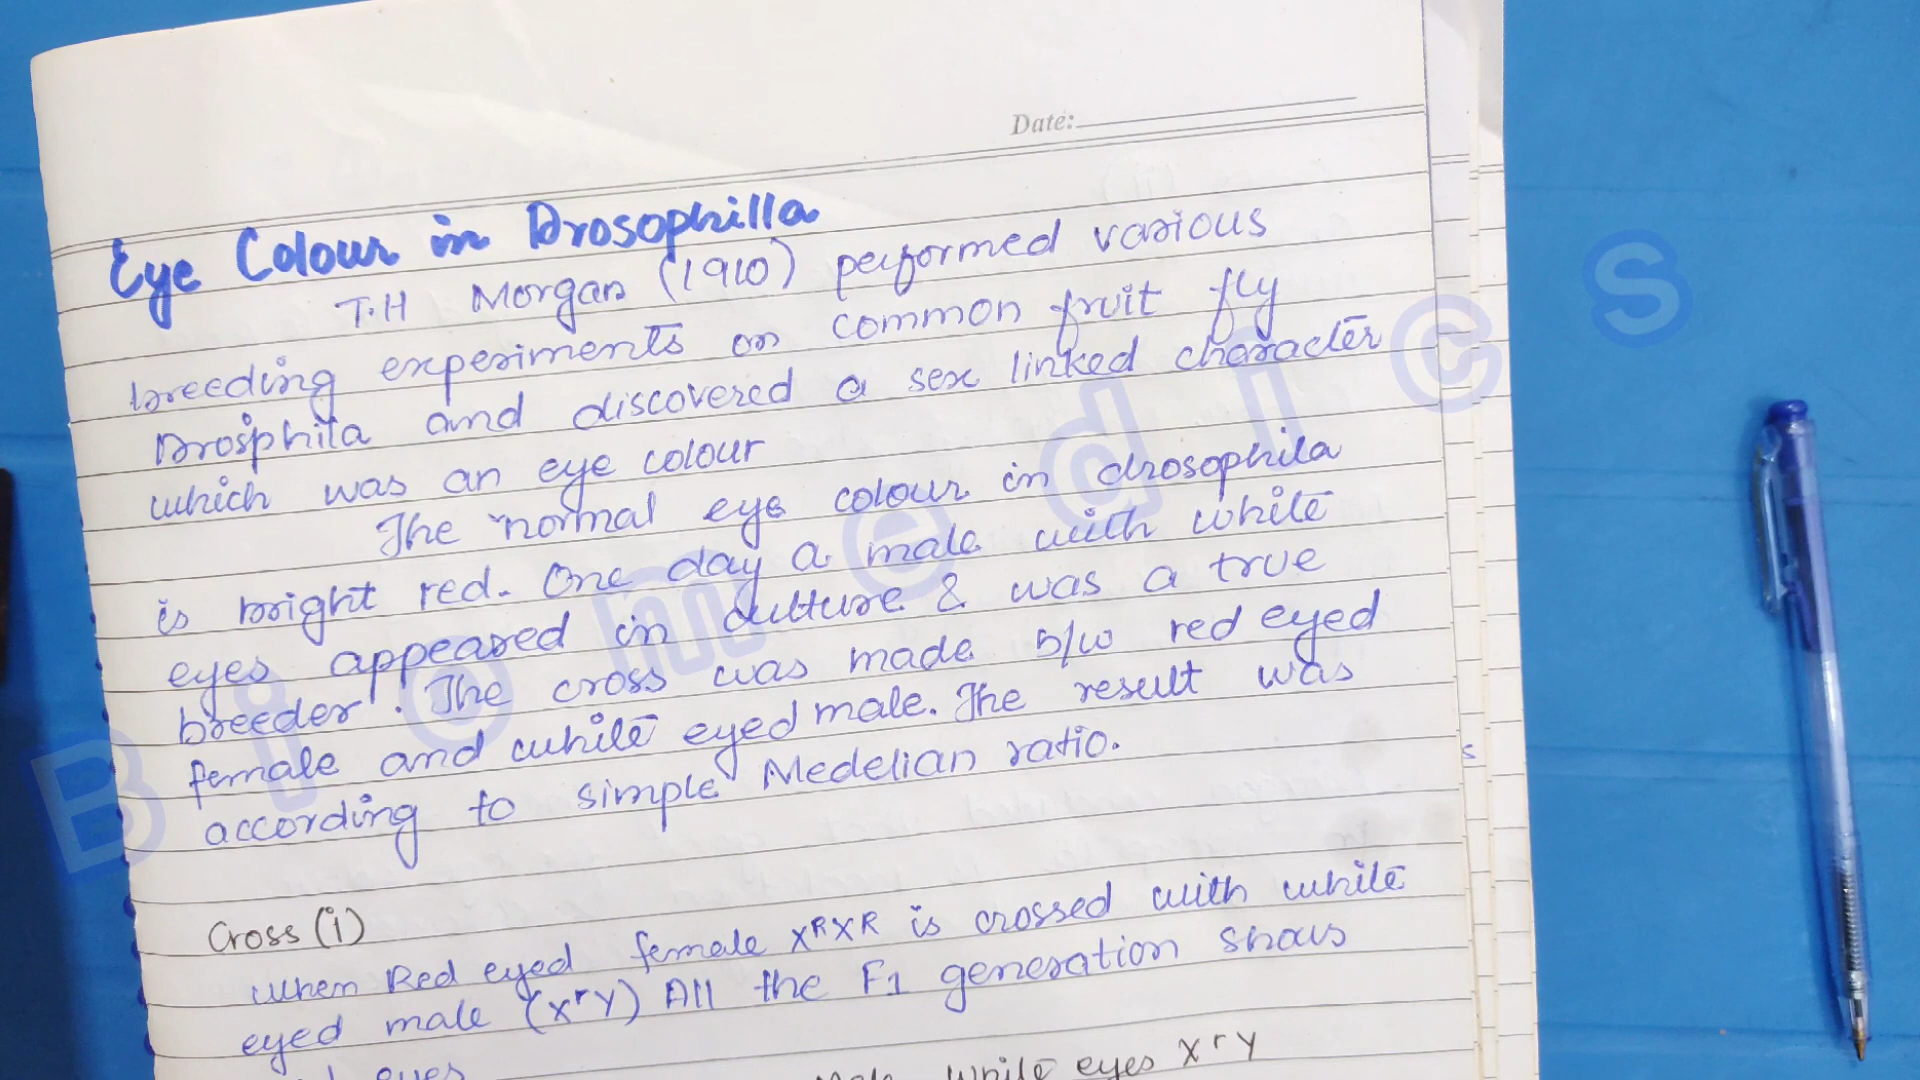 Date:
Eye Colour in Drosophilla
T.H Morgan (1910) performed various
breeding experiments on common fruit fly
Drosphila and discovered a sex linked character
which was an eye colour
The normal eye colour in drosophila
is bright red. One day a male with white
eyes appeared in culture & was a true
breeder. The cross was made b/w red eyed
female and white eyed male. The result was
according to simple Medelian ratio.
Cross (i)
when Red eyed female XRXR is crossed with white
eyed male (XrY) All the F1 generation shows
eyes
Male White eyes XrY
s
Biomedics